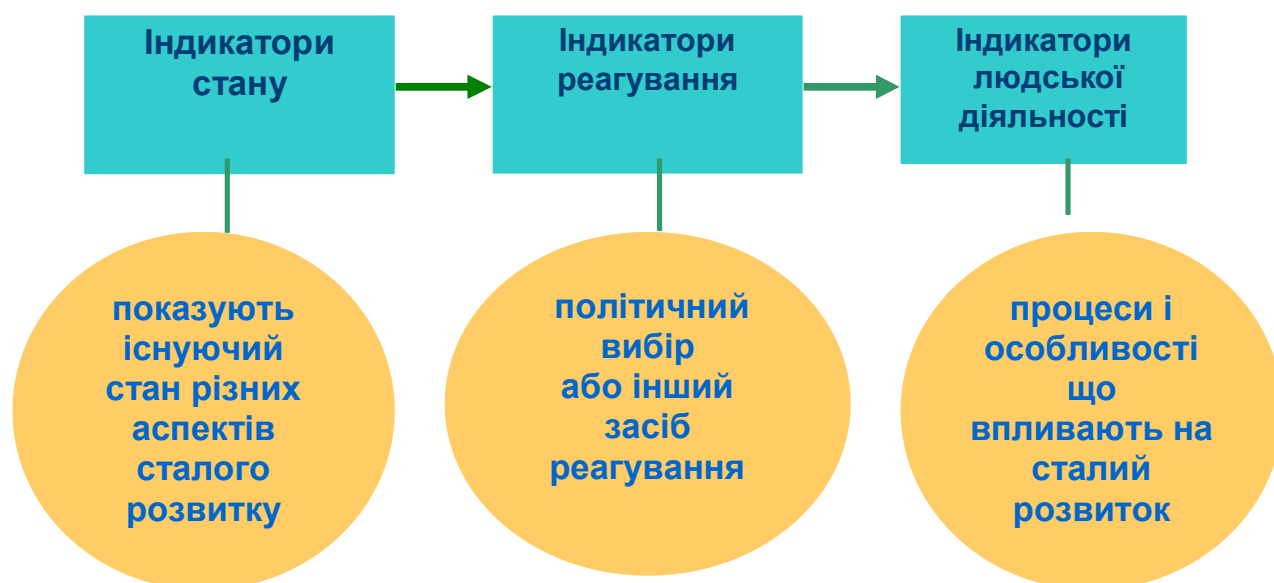 Індикатори
стану
Індикатори
реагування
Індикатори
людської
діяльності
показують
існуючий
стан різних
аспектів
сталого
розвитку
політичний
вибір
або інший
засіб
реагування
процеси і
особливості
що
впливають на
сталий
розвиток